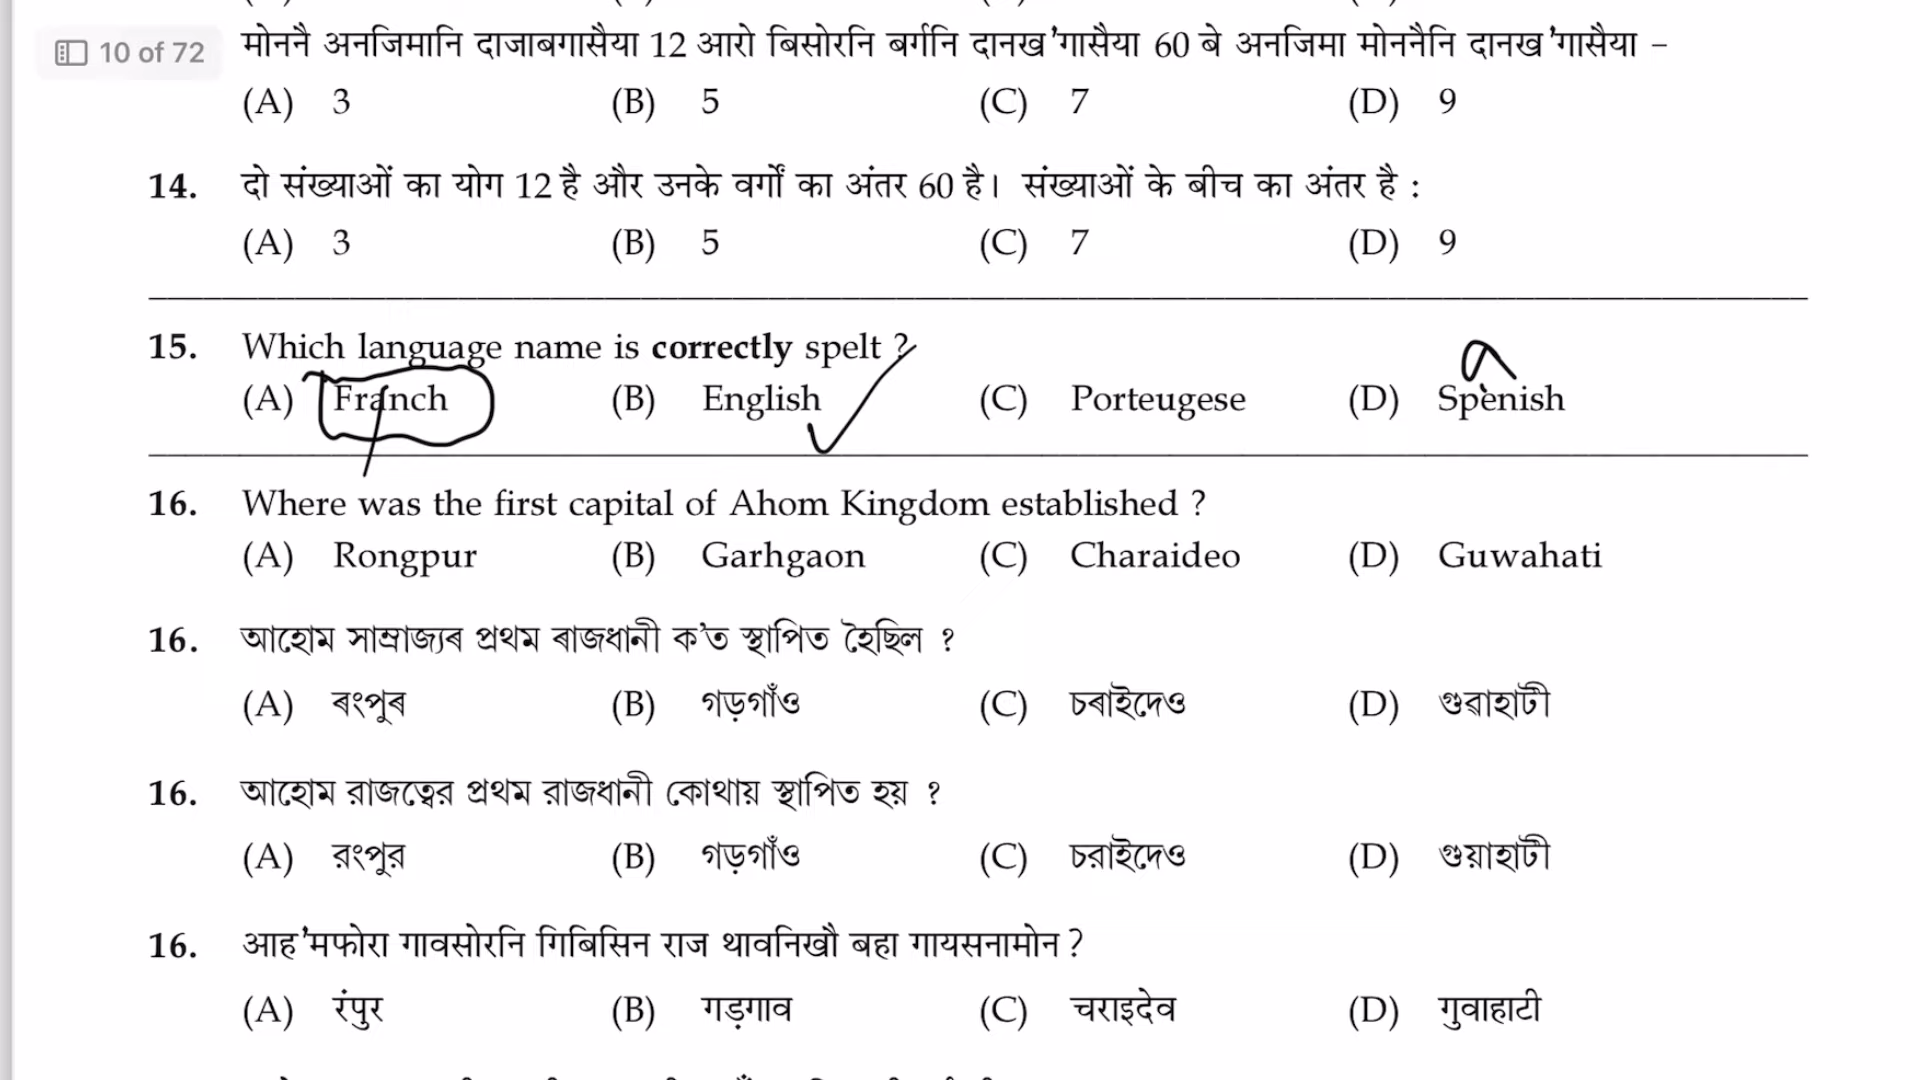 10 of 72
मोननै अनजिमानि दाजाबगासैया 12 आरो बिसोरनि बर्गनि दानख'गासैया 60 बे अनजिमा मोननैनि दानख'गासैया –
(A) 3 (B) 5 (C) 7 (D) 9
14. दो संख्याओं का योग 12 है और उनके वर्गों का अंतर 60 है। संख्याओं के बीच का अंतर है :
(A) 3 (B) 5 (C) 7 (D) 9
15. Which language name is correctly spelt ?
a
(A) Franch (B) English (C) Porteugese (D) Spenish
16. Where was the first capital of Ahom Kingdom established ?
(A) Rongpur (B) Garhgaon (C) Charaideo (D) Guwahati
16. আহোম সাম্ৰাজ্যৰ প্ৰথম ৰাজধানী ক'ত স্থাপিত হৈছিল ?
(A) ৰংপুৰ (B) গড়গাঁও (C) চৰাইদেও (D) গুৱাহাটী
16. আহোম রাজত্বের প্রথম রাজধানী কোথায় স্থাপিত হয় ?
(A) রংপুর (B) গড়গাঁও (C) চরাইদেও (D) গুয়াহাটী
16. आह'मफोरा गावसोरनि गिबिसिन राज थावनिखौ बहा गायसनामोन ?
(A) रंपुर (B) गड़गाव (C) चराइदेव (D) गुवाहाटी